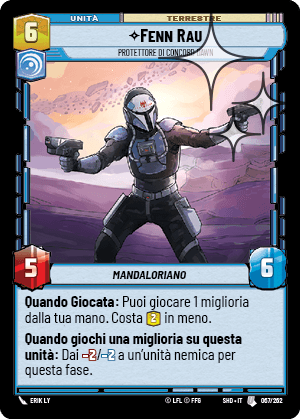 UNITÀ
TERRESTRE
6
✧FENN RAU
PROTETTORE DI CONCORD DAWN
5
6
MANDALORIANO
Quando Giocata: Puoi giocare 1 miglioria
dalla tua mano. Costa 2 in meno.
Quando giochi una miglioria su questa
unità: Dai -2/-2 a un'unità nemica per
questa fase.
ERIK LY
© LFL © FFG
SHD • IT
067/262